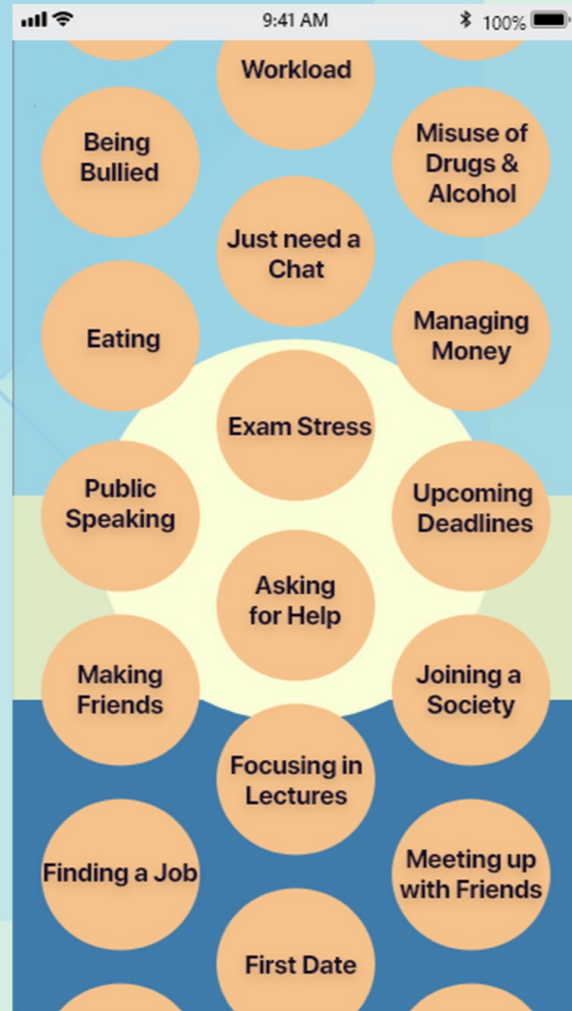 9:41 AM
100%
Workload
Being
Bullied
Misuse of
Drugs &
Alcohol
Just need a
Chat
Eating
Managing
Money
Exam Stress
Public
Speaking
Upcoming
Deadlines
Asking
for Help
Making
Friends
Joining a
Society
Focusing in
Lectures
Finding a Job
Meeting up
with Friends
First Date